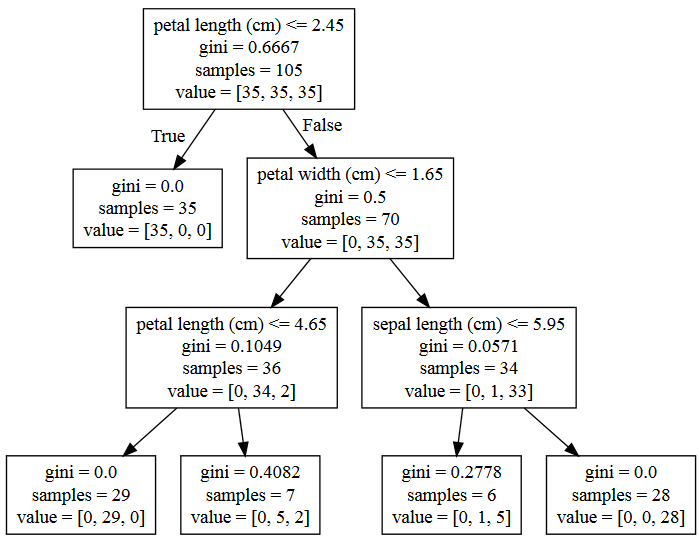 petal length (cm) <= 2.45
gini = 0.6667
samples = 105
value = [35, 35, 35]
True
False
gini = 0.0
samples = 35
value = [35, 0, 0]
petal width (cm) <= 1.65
gini = 0.5
samples = 70
value = [0, 35, 35]
petal length (cm) <= 4.65
gini = 0.1049
samples = 36
value = [0, 34, 2]
sepal length (cm) <= 5.95
gini = 0.0571
samples = 34
value = [0, 1, 33]
gini = 0.0
samples = 29
value = [0, 29, 0]
gini = 0.4082
samples = 7
value = [0, 5, 2]
gini = 0.2778
samples = 6
value = [0, 1, 5]
gini = 0.0
samples = 28
value = [0, 0, 28]